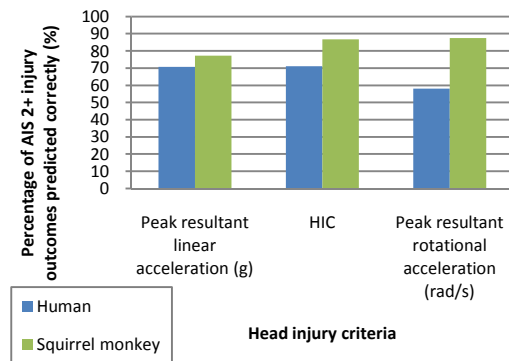 Percentage of AIS 2+ injury
outcomes predicted correctly (%)
100
90
80
70
60
50
40
30
20
10
0
Peak resultant
linear
acceleration (g)
HIC
Peak resultant
rotational
acceleration
(rad/s)
Human
Squirrel monkey
Head injury criteria